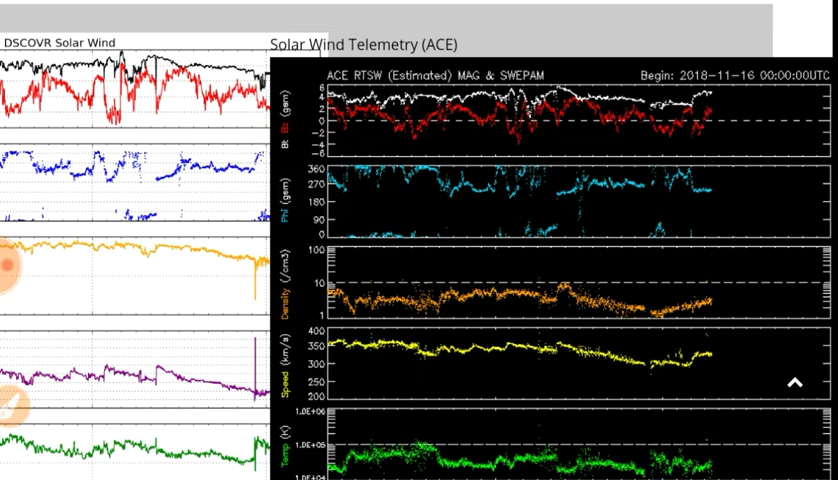 DSCOVR Solar Wind
Solar Wind Telemetry (ACE)
ACE RTSW (Estimated) MAG & SWEPAM
Begin: 2018-11-16 00:00:00UTC
Bt Bz (gsm)
6
4
2
0
-2
-4
-6
Phi (gsm)
360
270
180
90
0
Density (/cm3)
100
10
1
Speed (km/s)
400
350
300
250
200
Temp (K)
1.0E+06
1.0E+05
1.0E+04